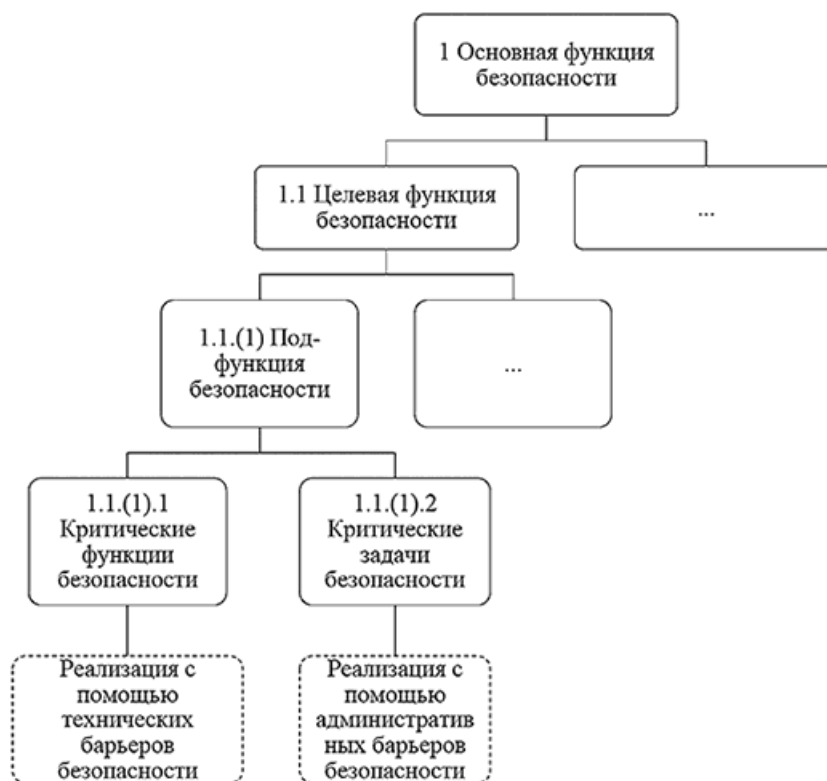 1 Основная функция
безопасности
1.1 Целевая функция
безопасности
...
1.1.(1) Под-
функция
безопасности
...
1.1.(1).1
Критические
функции
безопасности
1.1.(1).2
Критические
задачи
безопасности
Реализация с
помощью
технических
барьеров
безопасности
Реализация с
помощью
административ
ных барьеров
безопасности